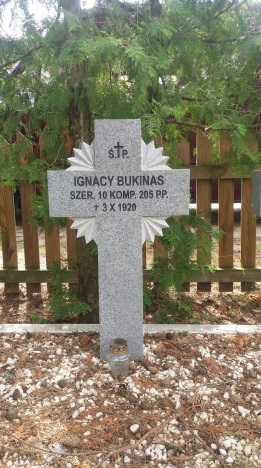 Ś.†P.
IGNACY BUKINAS
SZER. 10 KOMP. 205 PP.
† 3 X 1920